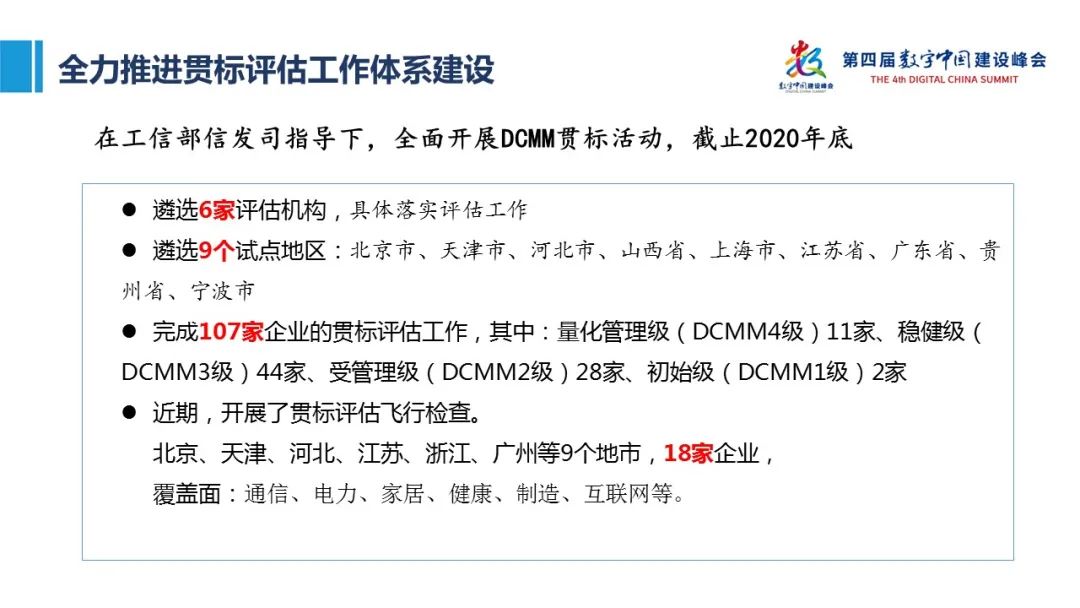 全力推进贯标评估工作体系建设
数字中国建设峰会
DIGITAL CHINA SUMMIT
第四届数字中国建设峰会
THE 4th DIGITAL CHINA SUMMIT
在工信部信发司指导下，全面开展DCMM贯标活动，截止2020年底
● 遴选6家评估机构，具体落实评估工作
● 遴选9个试点地区：北京市、天津市、河北市、山西省、上海市、江苏省、广东省、贵
州省、宁波市
● 完成107家企业的贯标评估工作，其中：量化管理级（DCMM4级）11家、稳健级（
DCMM3级）44家、受管理级（DCMM2级）28家、初始级（DCMM1级）2家
● 近期，开展了贯标评估飞行检查。
北京、天津、河北、江苏、浙江、广州等9个地市，18家企业，
覆盖面：通信、电力、家居、健康、制造、互联网等。